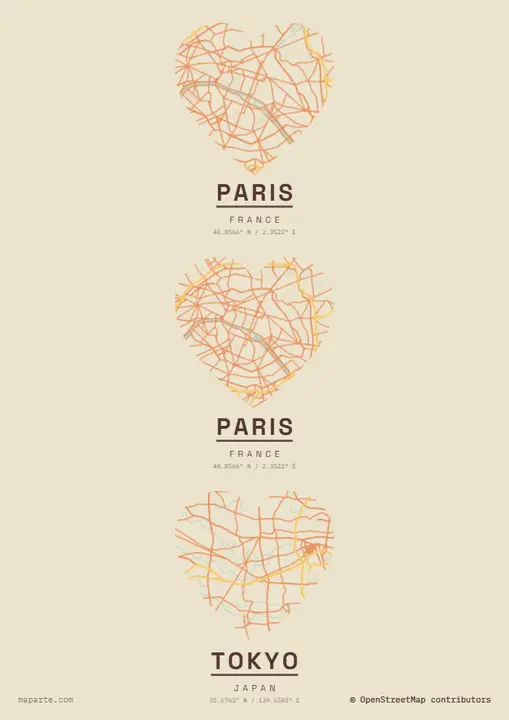 PARIS
FRANCE
48.8566° N / 2.3522° E
PARIS
FRANCE
48.8566° N / 2.3522° E
TOKYO
JAPAN
35.6762° N / 139.6503° E
maparte.com
© OpenStreetMap contributors